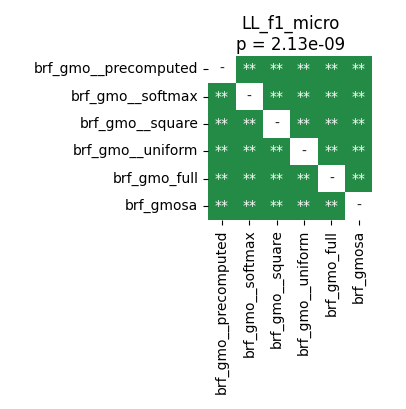 LL_f1_micro
p = 2.13e-09
brf_gmo__precomputed - ** ** ** ** **
brf_gmo__softmax ** - ** ** ** **
brf_gmo__square ** ** - ** ** **
brf_gmo__uniform ** ** ** - ** **
brf_gmo_full ** ** ** ** - **
brf_gmosa ** ** ** ** ** -
brf_gmo__precomputed
brf_gmo__softmax
brf_gmo__square
brf_gmo__uniform
brf_gmo_full
brf_gmosa